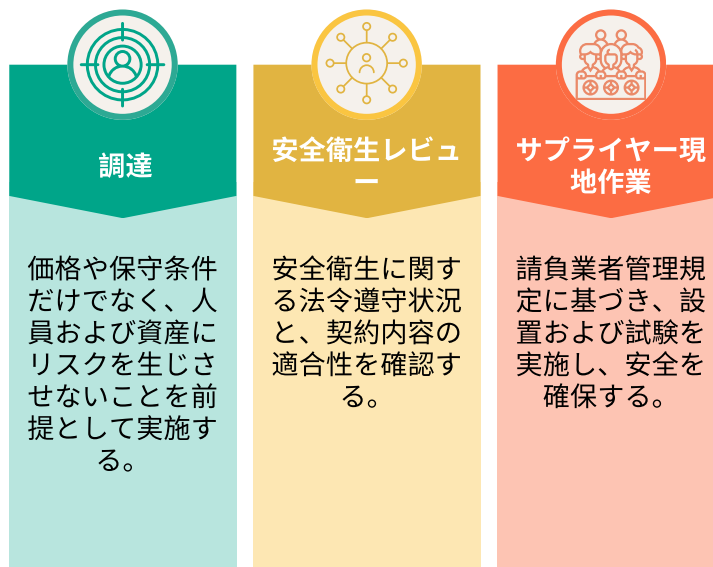 調達
価格や保守条件
だけでなく、人
員および資産に
リスクを生じさ
せないことを前
提として実施す
る。
安全衛生レビュ
ー
安全衛生に関す
る法令遵守状況
と、契約内容の
適合性を確認す
る。
サプライヤー現
地作業
請負業者管理規
定に基づき、設
置および試験を
実施し、安全を
確保する。